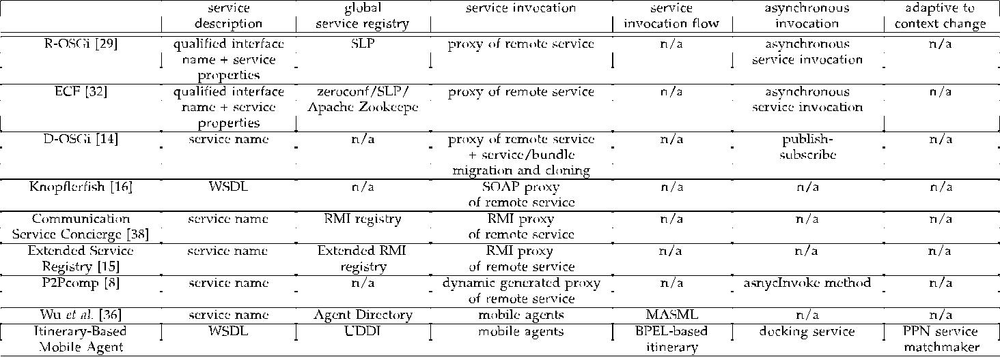 service global service invocation service asynchronous adaptive to
description service registry invocation flow invocation context change
R-OSGi [29] qualified interface SLP proxy of remote service n/a asynchronous n/a
name + service service invocation
properties
ECF [32] qualified interface zeroconf/SLP/ proxy of remote service n/a asynchronous n/a
name + service Apache Zookeepe service invocation
properties
D-OSGi [14] service name n/a proxy of remote service n/a publish- n/a
+ service/bundle subscribe
migration and cloning
Knopflerfish [16] WSDL n/a SOAP proxy n/a n/a n/a
of remote service
Communication service name RMI registry RMI proxy n/a n/a n/a
Service Concierge [38] of remote service
Extended Service service name Extended RMI RMI proxy n/a n/a n/a
Registry [15] registry of remote service
P2Pcomp [8] service name n/a dynamic generated proxy n/a asnycInvoke method n/a
of remote service
Wu et al. [36] service name Agent Directory mobile agents MASML n/a n/a
Itinerary-Based WSDL UDDI mobile agents BPEL-based docking service PPN service
Mobile Agent itinerary matchmaker